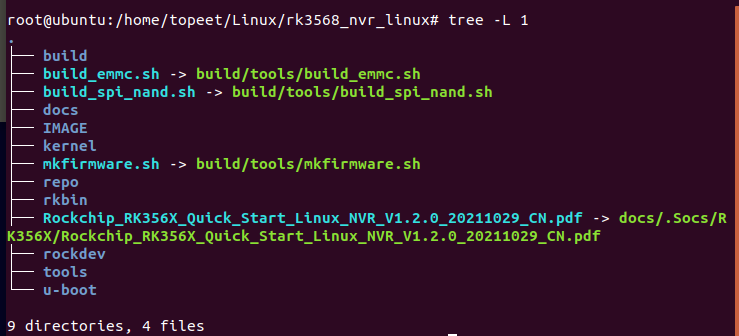 root@ubuntu:/home/topeet/Linux/rk3568_nvr_linux# tree -L 1
.
├── build
├── build_emmc.sh -> build/tools/build_emmc.sh
├── build_spi_nand.sh -> build/tools/build_spi_nand.sh
├── docs
├── IMAGE
├── kernel
├── mkfirmware.sh -> build/tools/mkfirmware.sh
├── repo
├── rkbin
├── Rockchip_RK356X_Quick_Start_Linux_NVR_V1.2.0_20211029_CN.pdf -> docs/.Socs/R
K356X/Rockchip_RK356X_Quick_Start_Linux_NVR_V1.2.0_20211029_CN.pdf
├── rockdev
├── tools
└── u-boot
9 directories, 4 files